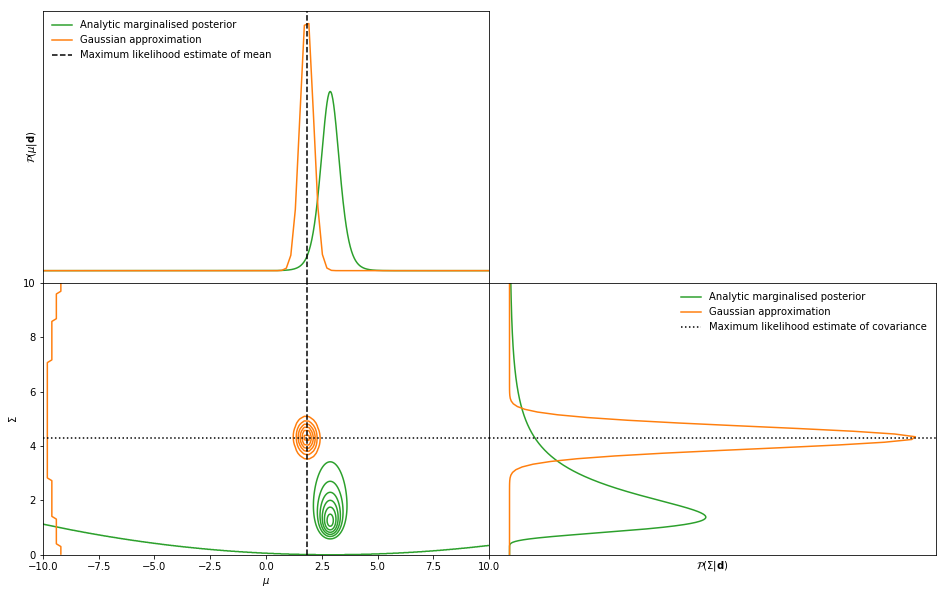 Analytic marginalised posterior
Gaussian approximation
Maximum likelihood estimate of mean
𝒫(μ|d)
Analytic marginalised posterior
Gaussian approximation
Maximum likelihood estimate of covariance
10
8
6
4
2
0
Σ
−10.0 −7.5 −5.0 −2.5 0.0 2.5 5.0 7.5 10.0
μ
𝒫(Σ|d)